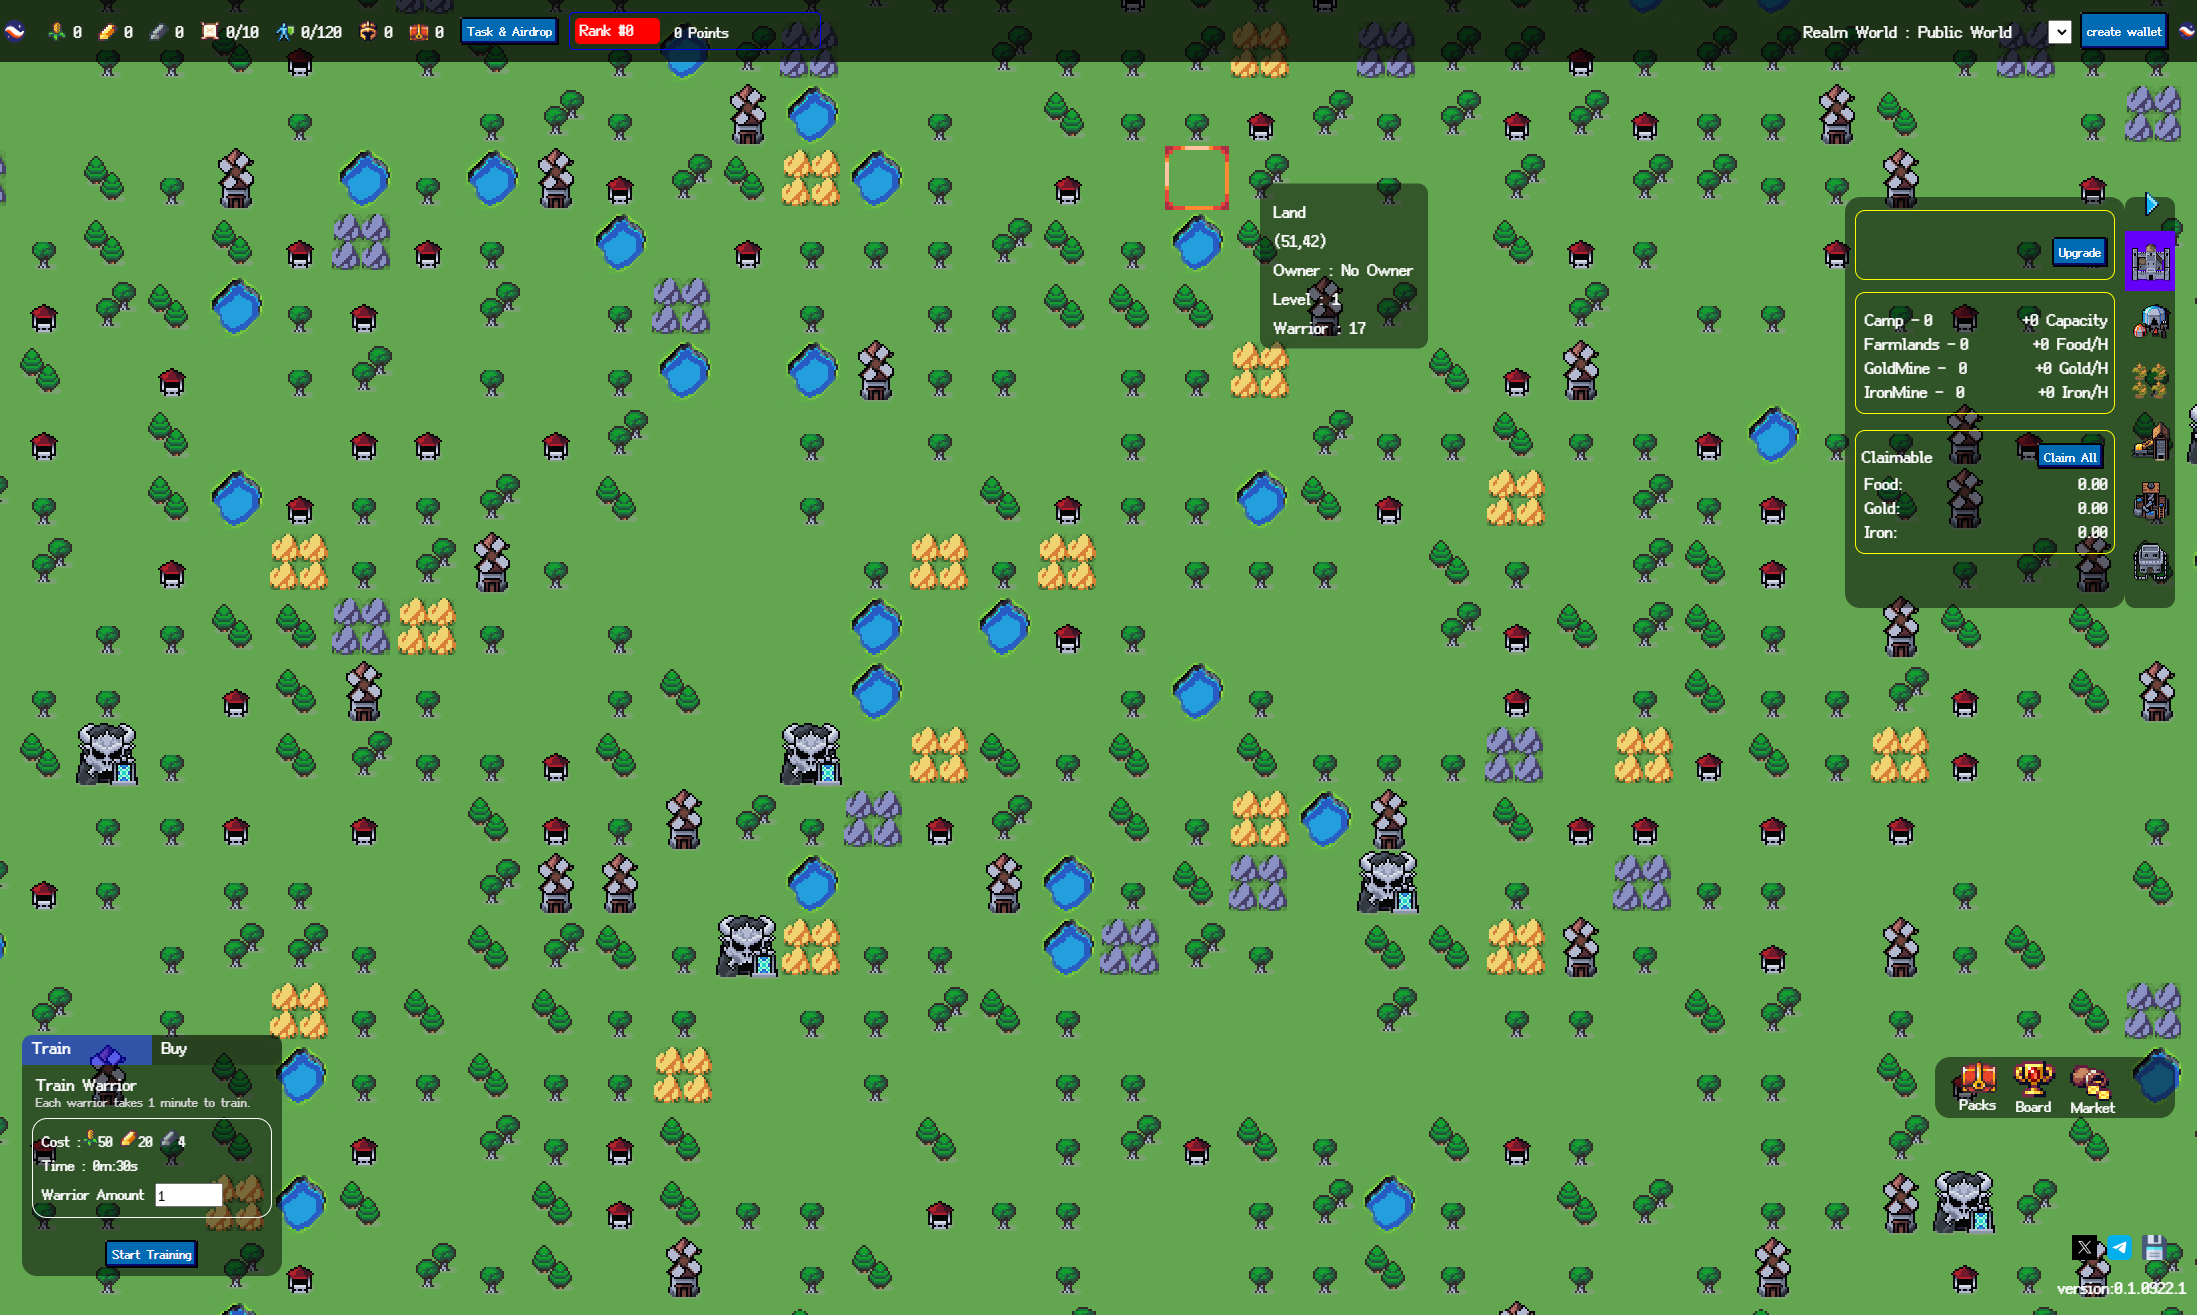 0 0 0 0/10 0/120 0 0 Task & Airdrop Rank #0 0 Points Realm World : Public World create wallet
Land
(51,42)
Owner : No Owner
Level : 1
Warrior : 17
Upgrade
Camp - 0 +0 Capacity
Farmlands - 0 +0 Food/H
GoldMine - 0 +0 Gold/H
IronMine - 0 +0 Iron/H
Claimable Claim All
Food: 0.00
Gold: 0.00
Iron: 0.00
Train Buy
Train Warrior
Each warrior takes 1 minute to train.
Cost : 50 20 4
Time : 0m:30s
Warrior Amount 1
Start Training
Packs Board Market
version:0.1.0922.1